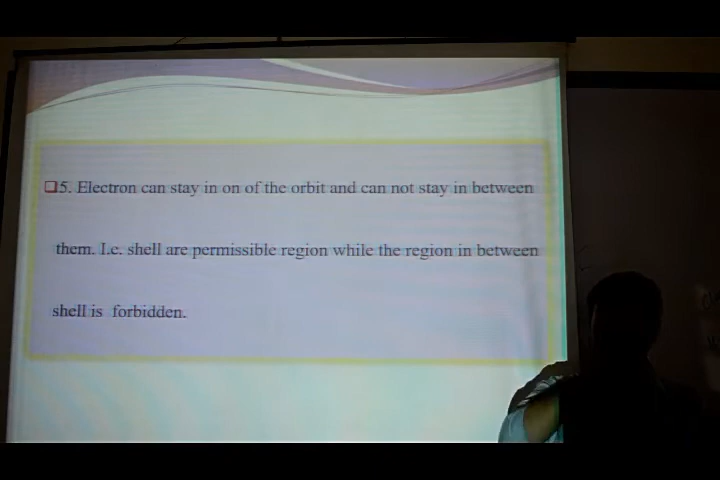 5. Electron can stay in on of the orbit and can not stay in between
them. I.e. shell are permissible region while the region in between
shell is forbidden.